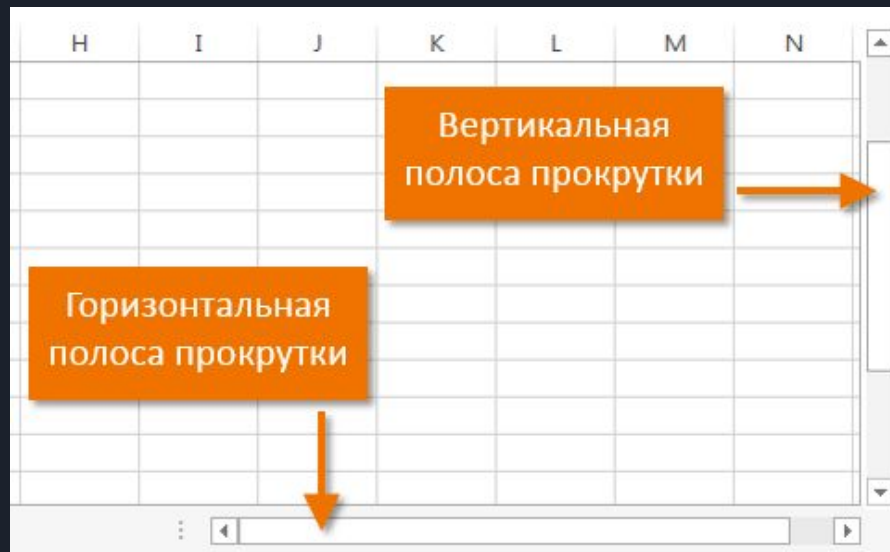 H I J K L M N
Вертикальная
полоса прокрутки
Горизонтальная
полоса прокрутки